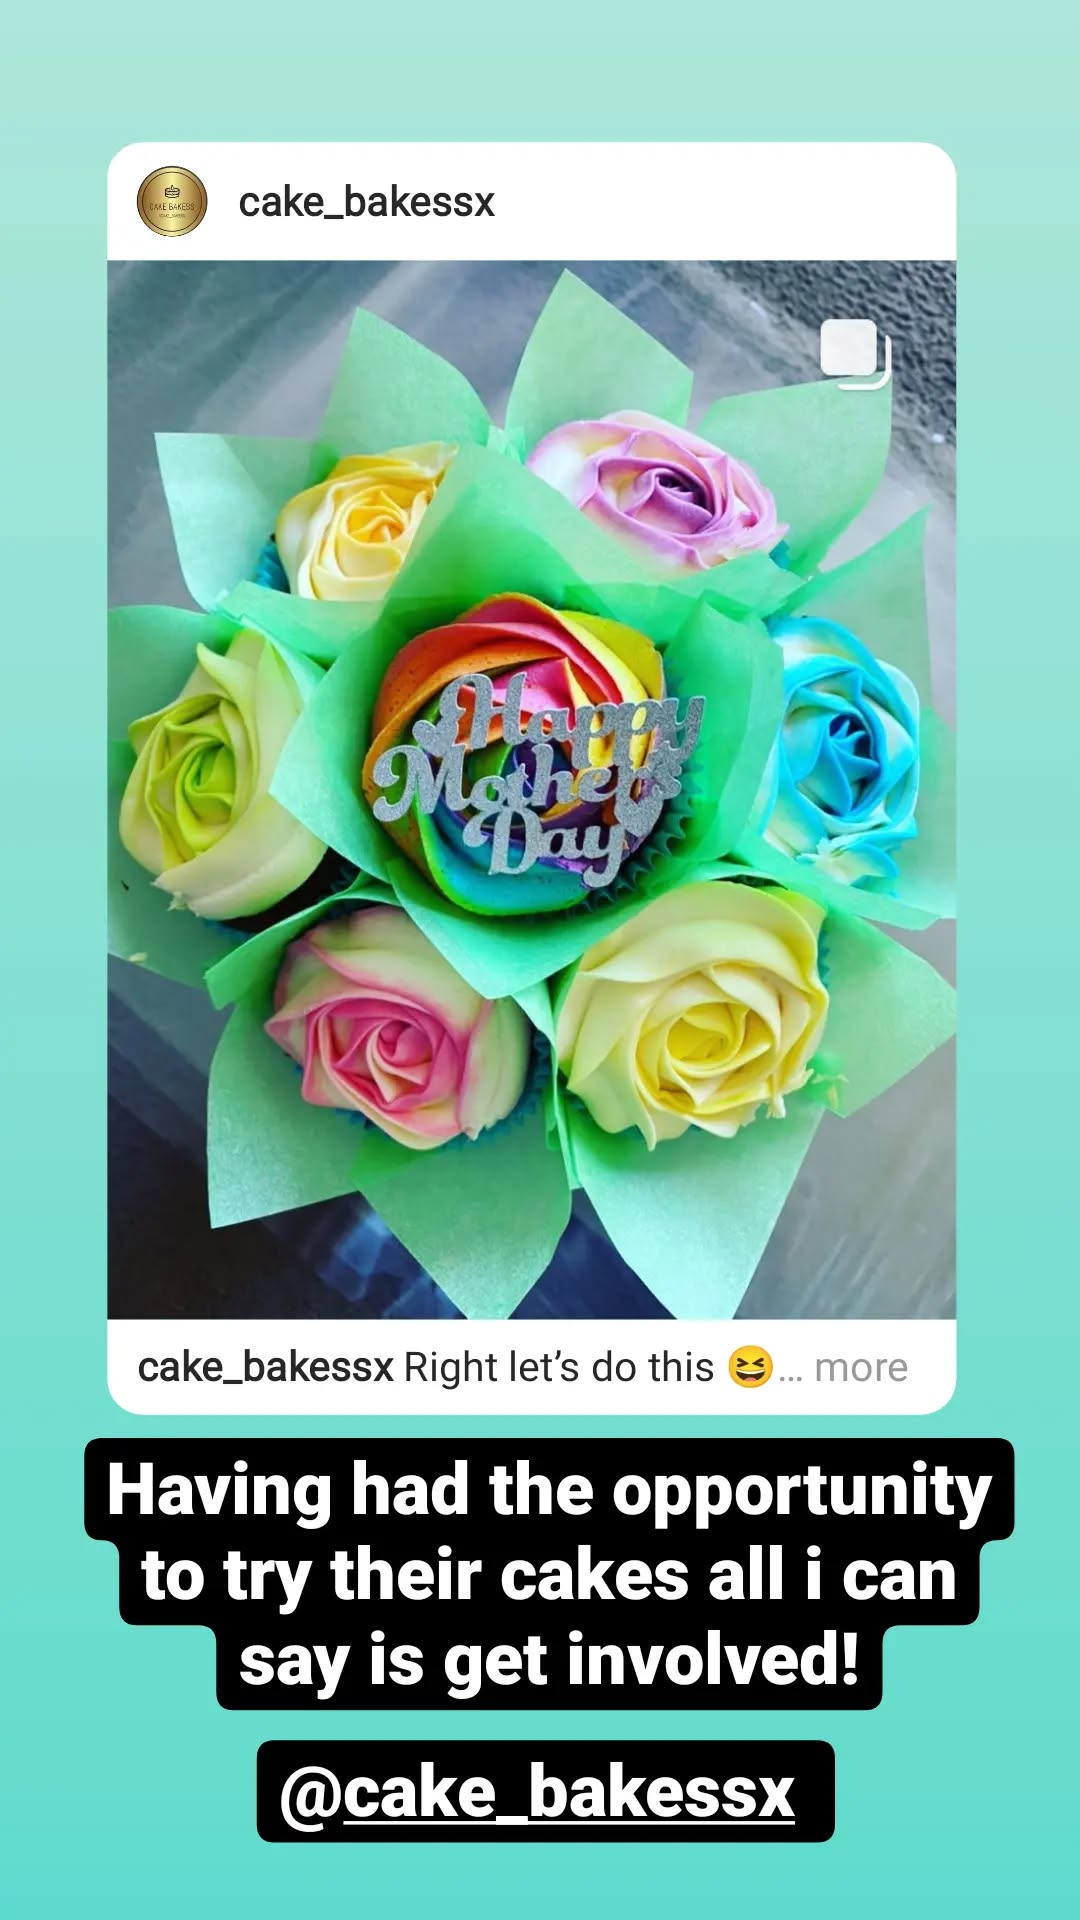 CAKE BAKESS
cake_bakessx
Happy
Mother's
Day
cake_bakessx Right let’s do this 😆… more
Having had the opportunity
to try their cakes all i can
say is get involved!
@cake_bakessx